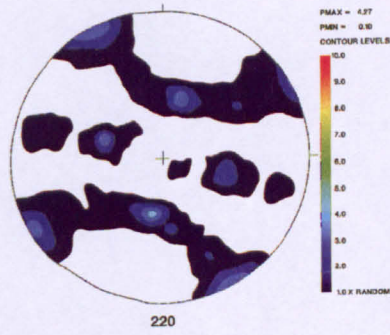 PMAX = 4.27
PMIN = 0.10
CONTOUR LEVELS
10.0
9.0
8.0
7.0
6.0
5.0
4.0
3.0
2.0
1.0 X RANDOM
220